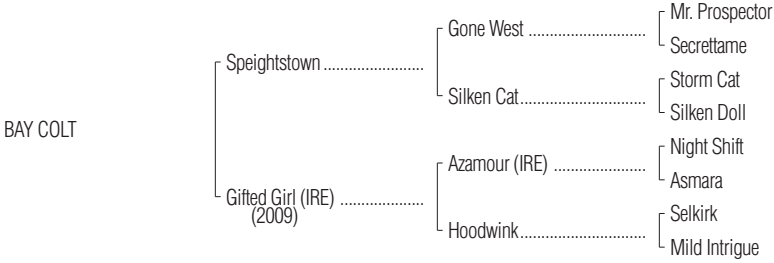 Mr. Prospector
Gone West ............................
Secrettame
Speightstown ........................
Storm Cat
Silken Cat..............................
Silken Doll
BAY COLT
Night Shift
Azamour (IRE) ......................
Asmara
Gifted Girl (IRE) ....................
(2009)
Selkirk
Hoodwink..............................
Mild Intrigue